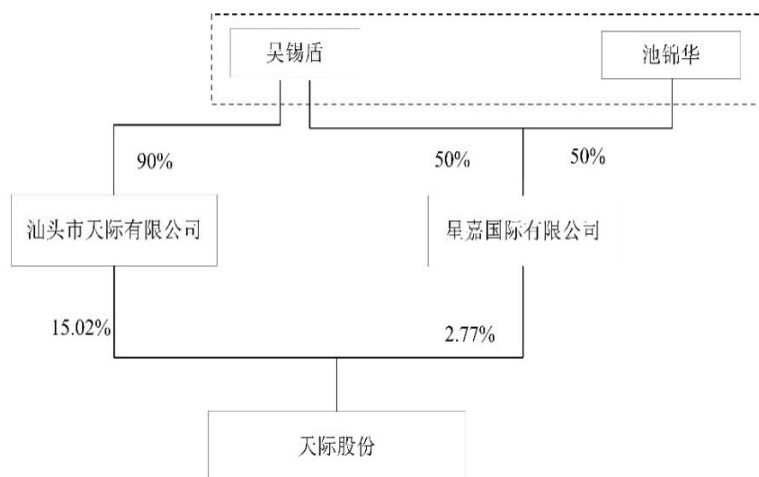 吴锡盾
池锦华
90%
50%
50%
汕头市天际有限公司
星嘉国际有限公司
15.02%
2.77%
天际股份